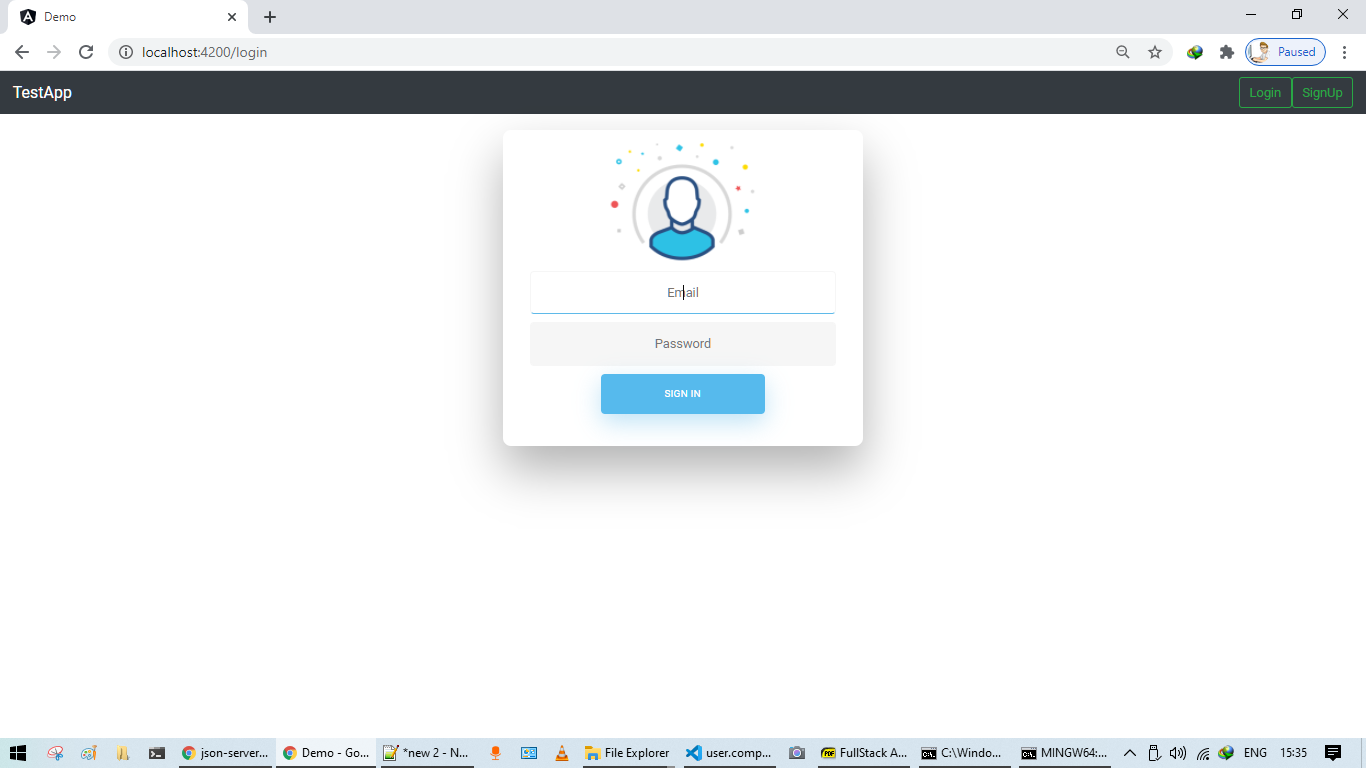 Demo
localhost:4200/login
Paused
TestApp
Login
SignUp
Email
Password
SIGN IN
json-server...
Demo - Go...
*new 2 - N...
File Explorer
user.comp...
PDF
FullStack A...
C:\Windo...
MINGW64:...
ENG
15:35